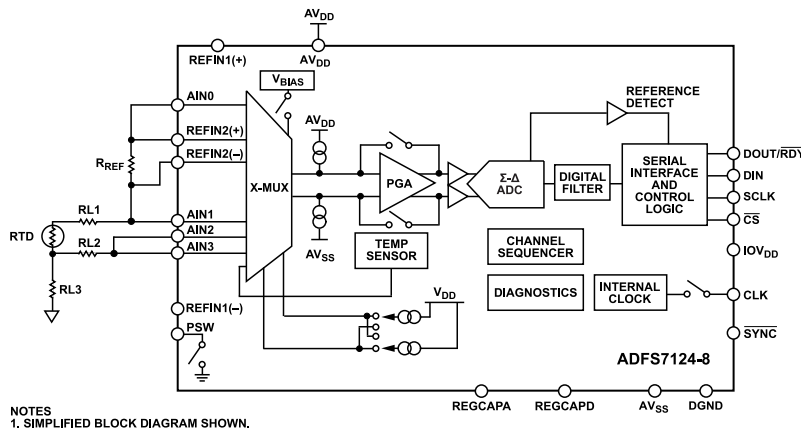 AVDD
REFIN1(+)
AVDD
VBIAS
REFERENCE
DETECT
AIN0
REFIN2(+)
REFIN2(–)
RREF
AVDD
X-MUX
PGA
Σ-Δ
ADC
DIGITAL
FILTER
SERIAL
INTERFACE
AND
CONTROL
LOGIC
DOUT/RDY
DIN
SCLK
CS
RL1
AIN1
RTD
RL2
AIN2
AIN3
AVSS
TEMP
SENSOR
CHANNEL
SEQUENCER
IOVDD
RL3
REFIN1(–)
PSW
VDD
DIAGNOSTICS
INTERNAL
CLOCK
CLK
SYNC
ADFS7124-8
REGCAPA
REGCAPD
AVSS
DGND
NOTES
1. SIMPLIFIED BLOCK DIAGRAM SHOWN.